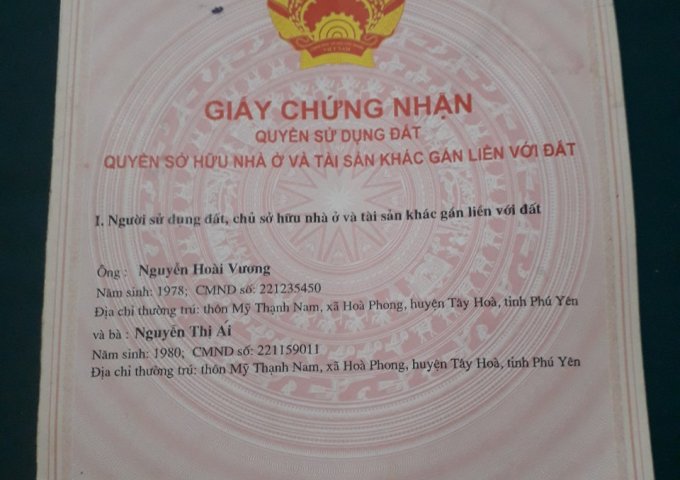 GIẤY CHỨNG NHẬN
QUYỀN SỬ DỤNG ĐẤT
QUYỀN SỞ HỮU NHÀ Ở VÀ TÀI SẢN KHÁC GẮN LIỀN VỚI ĐẤT
I. Người sử dụng đất, chủ sở hữu nhà ở và tài sản khác gắn liền với đất
Ông : Nguyễn Hoài Vương
Năm sinh: 1978; CMND số: 221235450
Địa chỉ thường trú: thôn Mỹ Thạnh Nam, xã Hoà Phong, huyện Tây Hoà, tỉnh Phú Yên
và bà : Nguyễn Thị Ái
Năm sinh: 1980; CMND số: 221159011
Địa chỉ thường trú: thôn Mỹ Thạnh Nam, xã Hoà Phong, huyện Tây Hoà, tỉnh Phú Yên